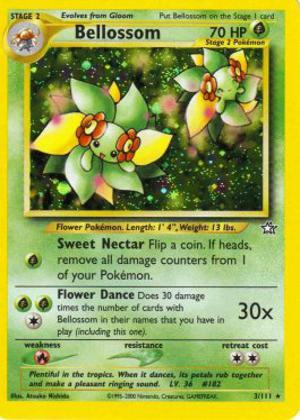 STAGE 2 Evolves from Gloom Put Bellossom on the Stage 1 card
Bellossom 70 HP
Stage 2 Pokémon
Flower Pokémon. Length: 1' 4", Weight: 13 lbs.
Sweet Nectar Flip a coin. If heads,
remove all damage counters from 1
of your Pokémon.
Flower Dance Does 30 damage
times the number of cards with
Bellossom in their names that you have in
play (including this one).
30x
weakness resistance retreat cost
Plentiful in the tropics. When it dances, its petals rub together
and make a pleasant ringing sound. LV. 36 #182
Illus. Atsuko Nishida ©1995-2000 Nintendo, Creatures, GAMEFREAK. 3/111 ★